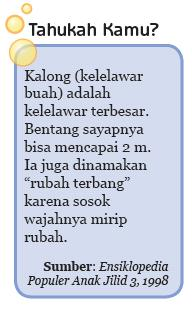 Tahukah Kamu?
Kalong (kelelawar
buah) adalah
kelelawar terbesar.
Bentang sayapnya
bisa mencapai 2 m.
Ia juga dinamakan
“rubah terbang”
karena sosok
wajahnya mirip
rubah.
Sumber: Ensiklopedia
Populer Anak Jilid 3, 1998